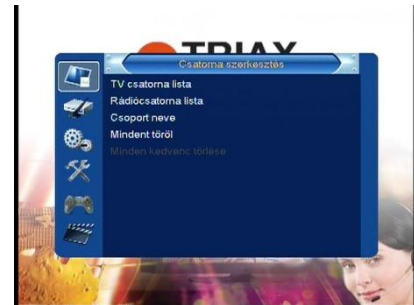 TRIAX
Csatorna szerkesztés
TV csatorna lista
Rádiócsatorna lista
Csoport neve
Mindent töröl
Minden kedvenc törlése